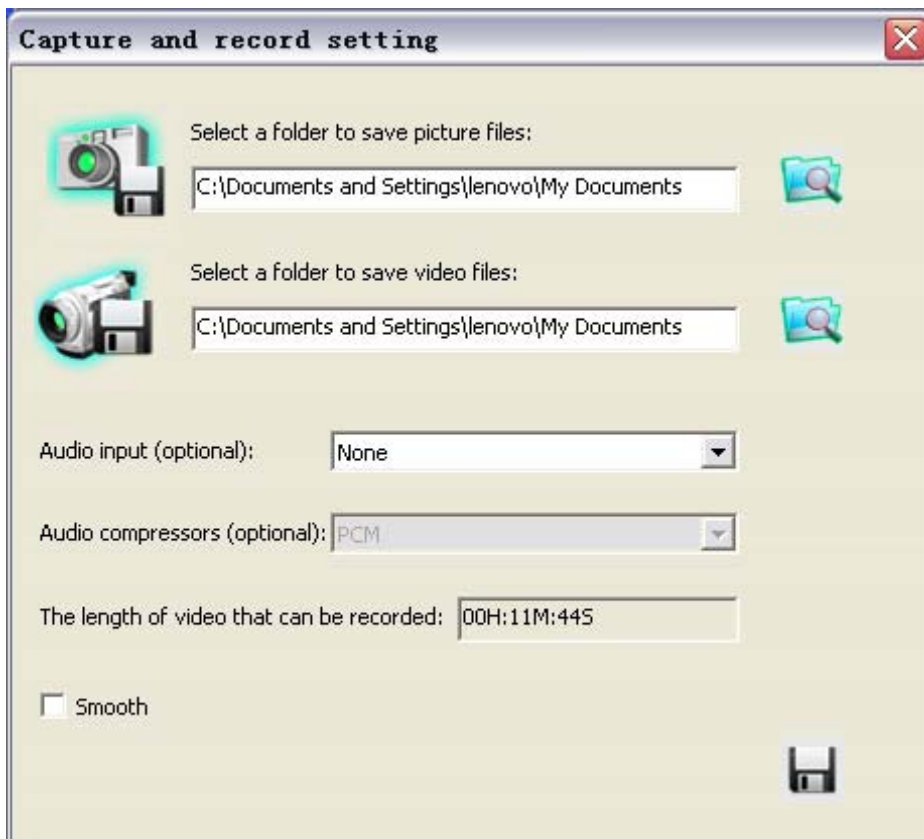 Capture and record setting
Select a folder to save picture files:
C:\Documents and Settings\lenovo\My Documents
Select a folder to save video files:
C:\Documents and Settings\lenovo\My Documents
Audio input (optional):
None
Audio compressors (optional):
PCM
The length of video that can be recorded:
00H:11M:44S
Smooth